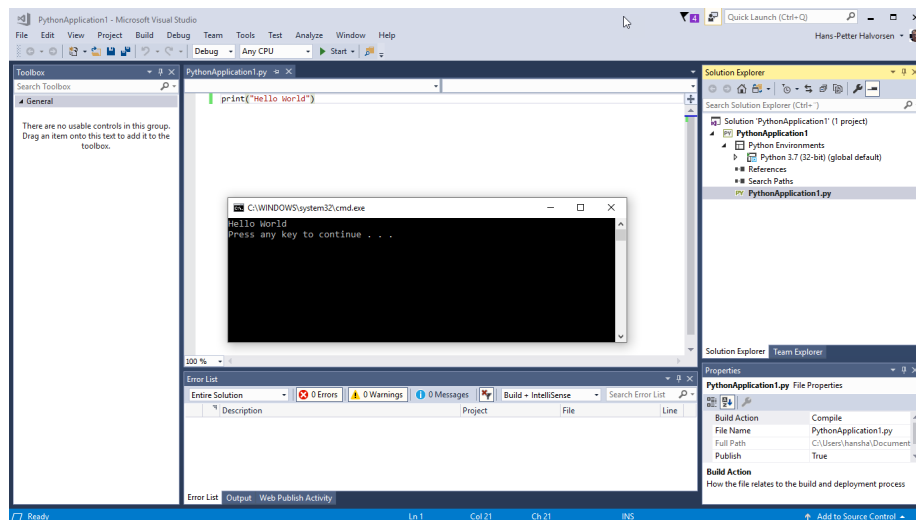 PythonApplication1 - Microsoft Visual Studio
4
Quick Launch (Ctrl+Q)
File Edit View Project Build Debug Team Tools Test Analyze Window Help
Hans-Petter Halvorsen
Debug Any CPU Start
Toolbox
Search Toolbox
General
There are no usable controls in this group.
Drag an item onto this text to add it to the
toolbox.
PythonApplication1.py
print("Hello World")
C:\WINDOWS\system32\cmd.exe
Hello World
Press any key to continue . . .
100 %
Error List
Entire Solution 0 Errors 0 Warnings 0 Messages Build + IntelliSense Search Error List
Description Project File Line
Error List Output Web Publish Activity
Solution Explorer
Search Solution Explorer (Ctrl+¨)
Solution 'PythonApplication1' (1 project)
PY PythonApplication1
Python Environments
Python 3.7 (32-bit) (global default)
References
Search Paths
PY PythonApplication1.py
Solution Explorer Team Explorer
Properties
PythonApplication1.py File Properties
Build Action Compile
File Name PythonApplication1.py
Full Path C:\Users\hansha\Document
Publish True
Build Action
How the file relates to the build and deployment process
Ready Ln 1 Col 21 Ch 21 INS Add to Source Control